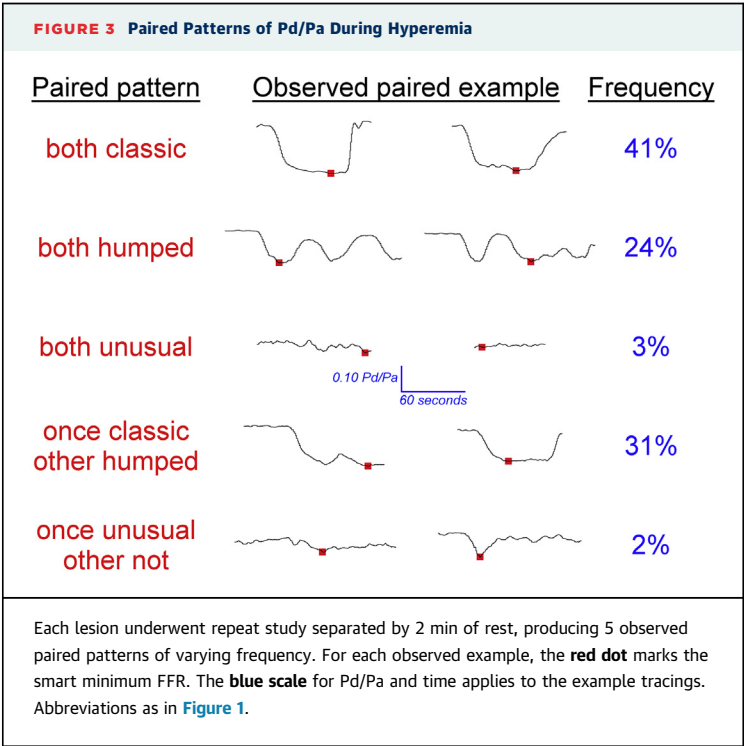 FIGURE 3 Paired Patterns of Pd/Pa During Hyperemia
Paired pattern Observed paired example Frequency
both classic 41%
both humped 24%
both unusual 3%
0.10 Pd/Pa
60 seconds
once classic
other humped 31%
once unusual
other not 2%
Each lesion underwent repeat study separated by 2 min of rest, producing 5 observed
paired patterns of varying frequency. For each observed example, the red dot marks the
smart minimum FFR. The blue scale for Pd/Pa and time applies to the example tracings.
Abbreviations as in Figure 1.